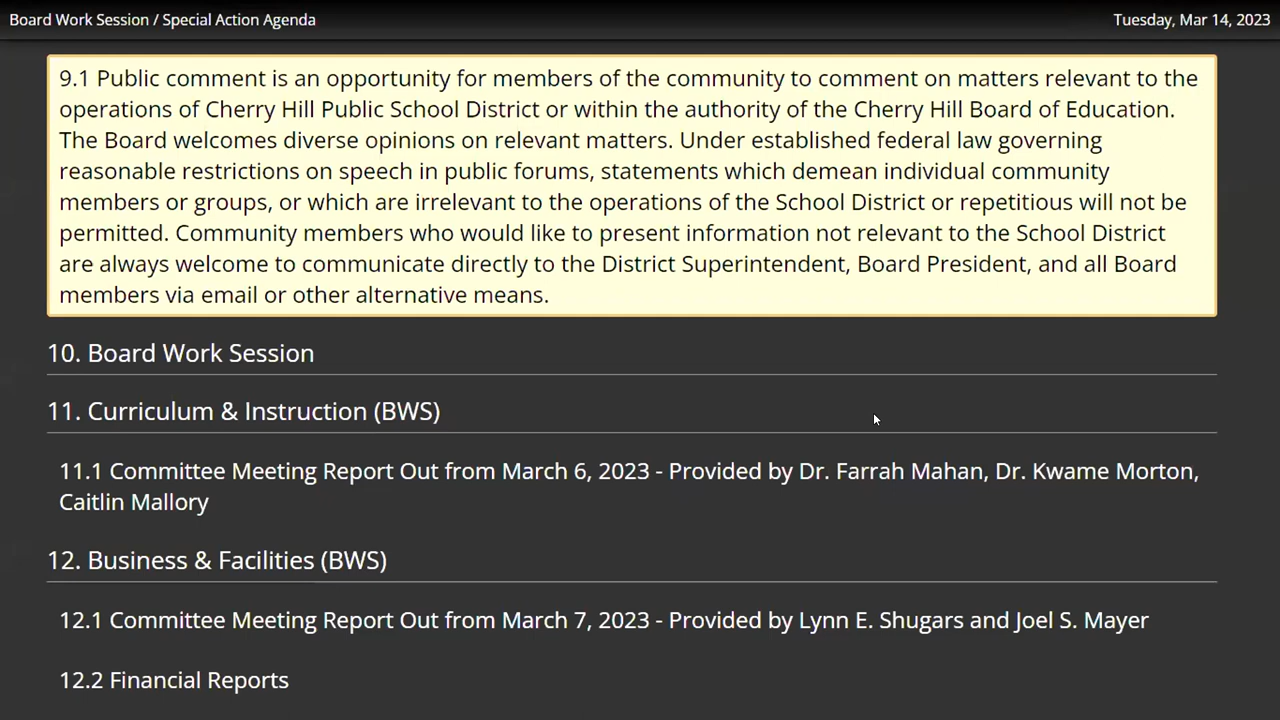 Board Work Session / Special Action Agenda
Tuesday, Mar 14, 2023
9.1 Public comment is an opportunity for members of the community to comment on matters relevant to the
operations of Cherry Hill Public School District or within the authority of the Cherry Hill Board of Education.
The Board welcomes diverse opinions on relevant matters. Under established federal law governing
reasonable restrictions on speech in public forums, statements which demean individual community
members or groups, or which are irrelevant to the operations of the School District or repetitious will not be
permitted. Community members who would like to present information not relevant to the School District
are always welcome to communicate directly to the District Superintendent, Board President, and all Board
members via email or other alternative means.
10. Board Work Session
11. Curriculum & Instruction (BWS)
11.1 Committee Meeting Report Out from March 6, 2023 - Provided by Dr. Farrah Mahan, Dr. Kwame Morton,
Caitlin Mallory
12. Business & Facilities (BWS)
12.1 Committee Meeting Report Out from March 7, 2023 - Provided by Lynn E. Shugars and Joel S. Mayer
12.2 Financial Reports